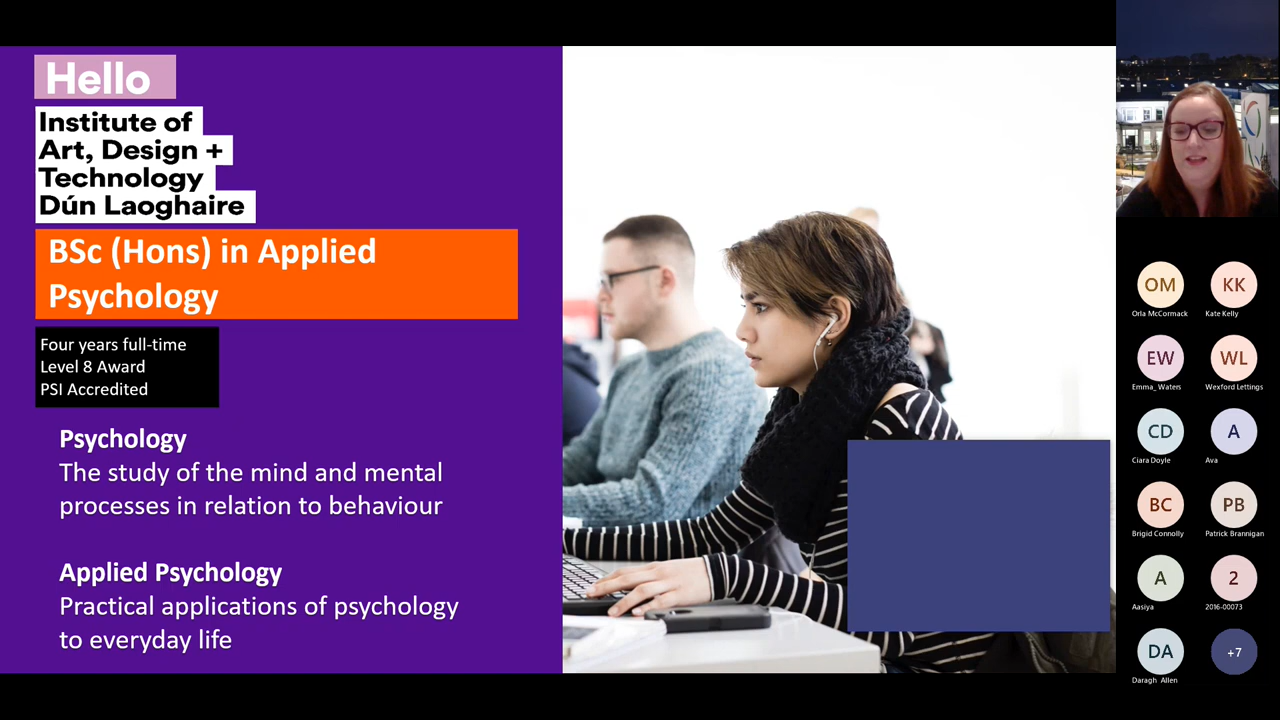 Hello
Institute of
Art, Design +
Technology
Dún Laoghaire
BSc (Hons) in Applied
Psychology
Four years full-time
Level 8 Award
PSI Accredited
Psychology
The study of the mind and mental
processes in relation to behaviour
Applied Psychology
Practical applications of psychology
to everyday life
OM
Orla McCormack
KK
Kate Kelly
EW
Emma_ Waters
WL
Wexford Lettings
CD
Ciara Doyle
A
Ava
BC
Brigid Connolly
PB
Patrick Brannigan
A
Aasiya
2
2016-00073
DA
Daragh Allen
+7